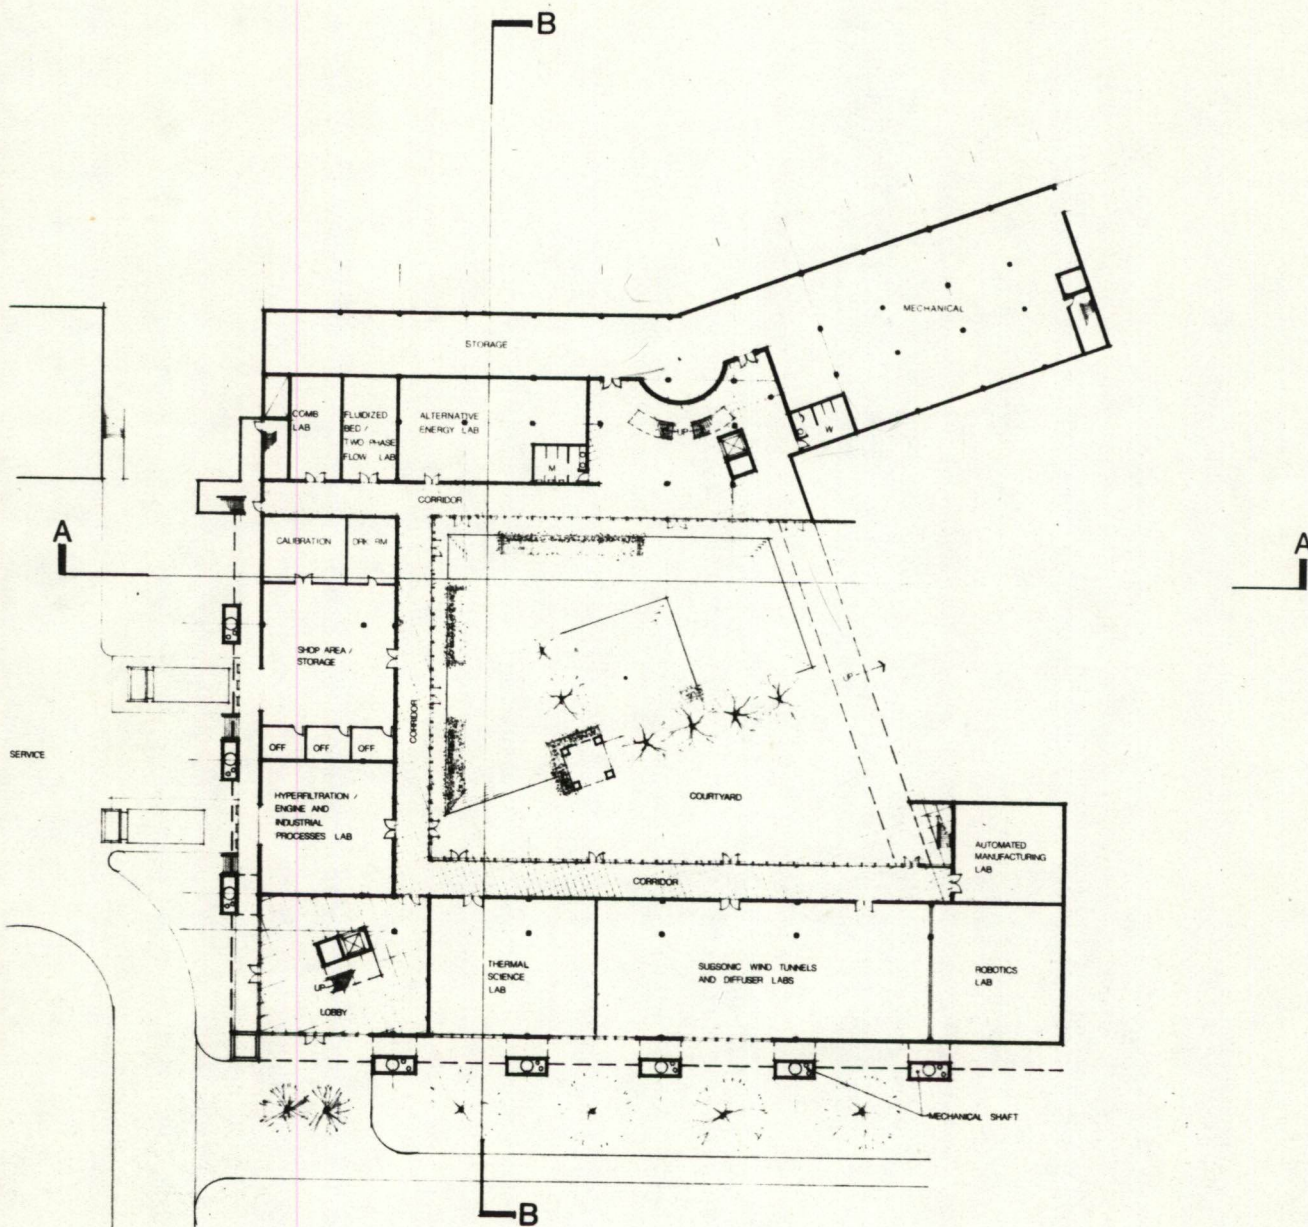 B
MECHANICAL
STORAGE
COMB
LAB
FLUIDIZED
BED /
TWO PHASE
FLOW LAB
ALTERNATIVE
ENERGY LAB
M
UP
W
CORRIDOR
A
A
CALIBRATION
DRK RM
SHOP AREA /
STORAGE
UP
CORRIDOR
OFF
OFF
OFF
SERVICE
HYPERFILTRATION /
ENGINE AND
INDUSTRIAL
PROCESSES LAB
COURTYARD
AUTOMATED
MANUFACTURING
LAB
CORRIDOR
THERMAL
SCIENCE
LAB
SUGSONIC WIND TUNNELS
AND DIFFUSER LABS
ROBOTICS
LAB
UP
LOBBY
MECHANICAL SHAFT
B